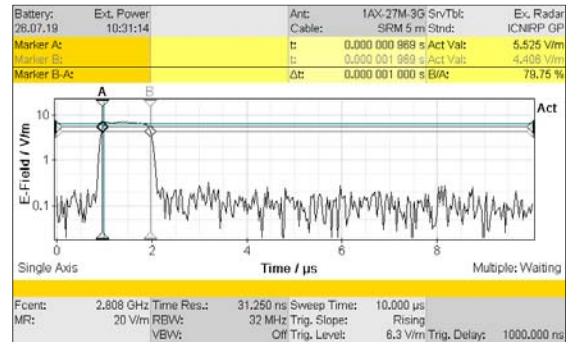 Battery: Ext. Power Ant: 1AX-27M-3G SrvTbl: Ex. Radar
26.07.19 10:31:14 Cable: SRM 5 m Stnd: ICNIRP GP
Marker A: t: 0.000 000 969 s Act Val: 5.525 V/m
Marker B: t: 0.000 001 969 s Act Val: 4.406 V/m
Marker B-A: Δt: 0.000 001 000 s B/A: 79.75 %
A B
Act
10
1
0.1
E-Field / V/m
0 2 4 6 8
Single Axis Time / µs Multiple: Waiting
Fcent: 2.808 GHz Time Res.: 31.250 ns Sweep Time: 10.000 µs
MR: 20 V/m RBW: 32 MHz Trig. Slope: Rising
VBW: Off Trig. Level: 6.3 V/m Trig. Delay: 1000.000 ns